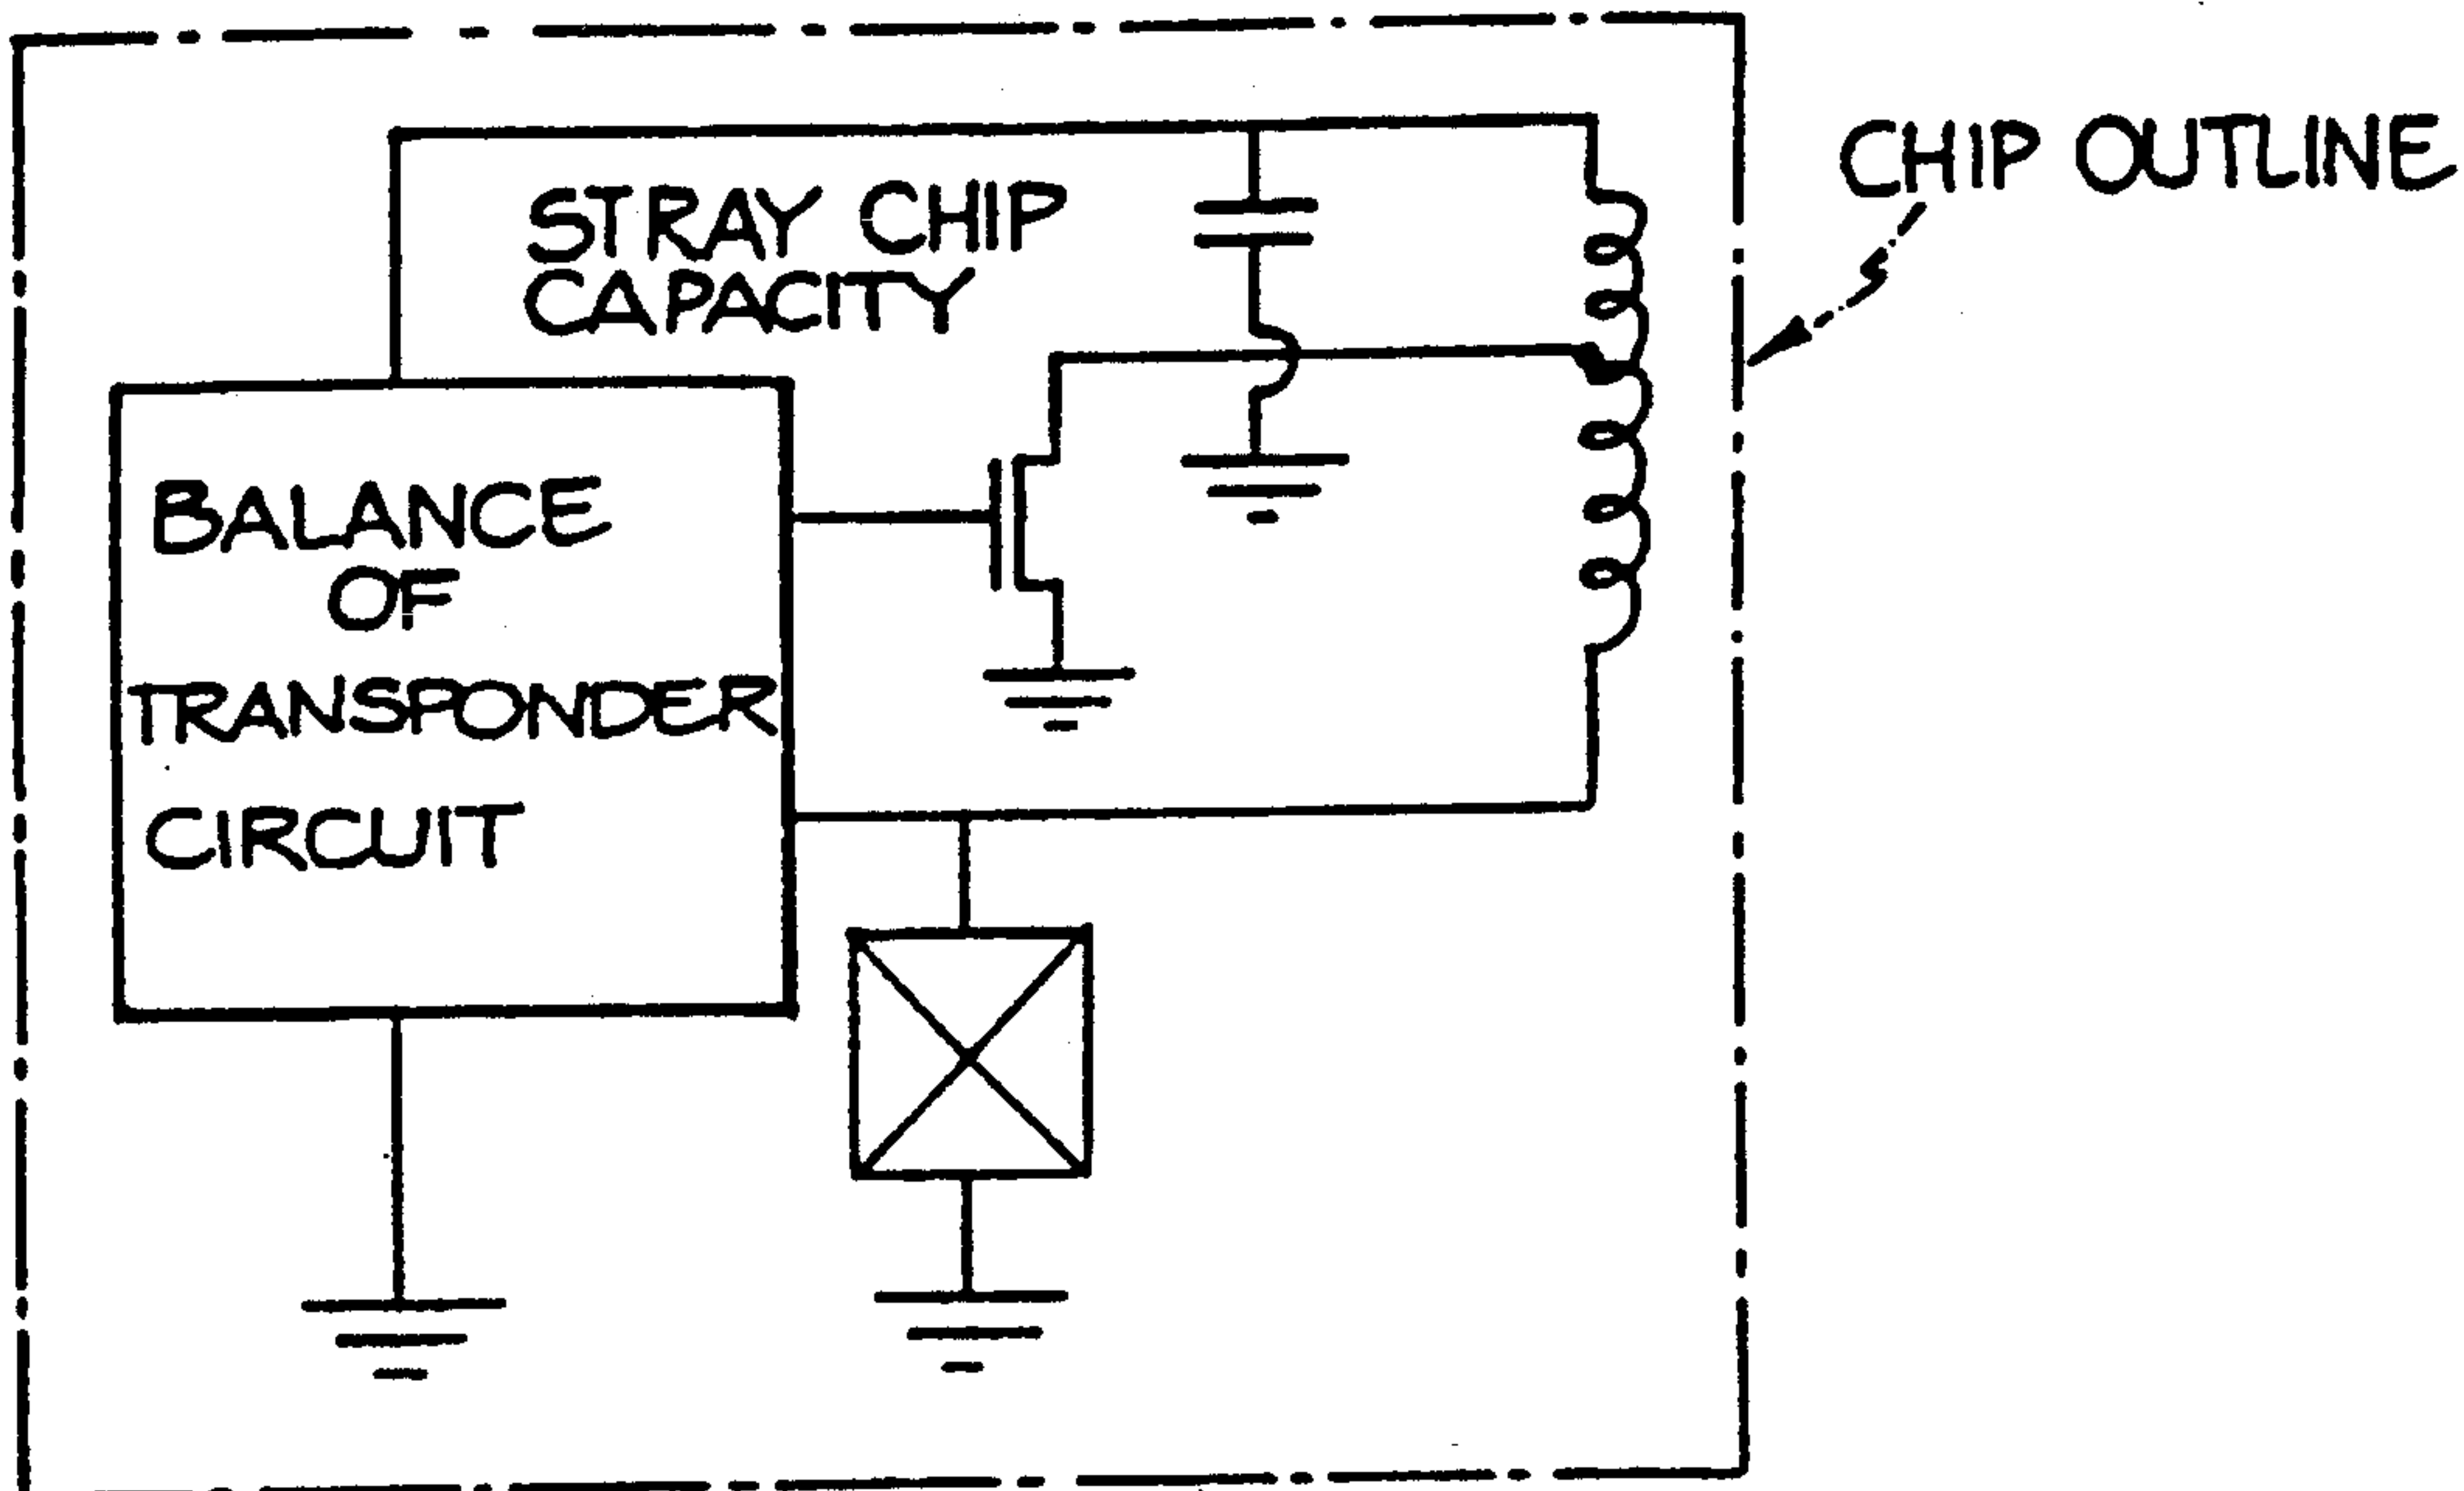 CHIP OUTLINE
STRAY CHIP
CAPACITY
BALANCE
OF
TRANSPONDER
CIRCUIT